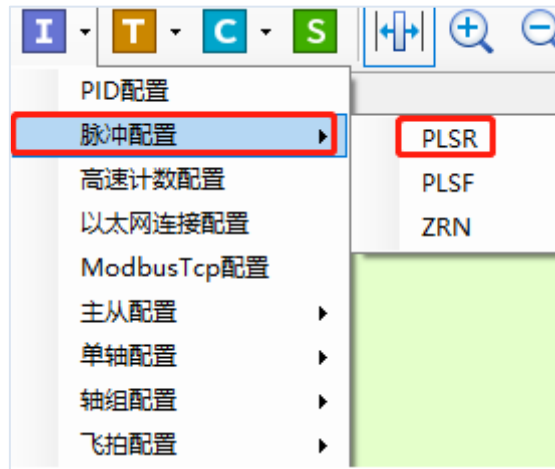 I T C S
PID配置
脉冲配置
PLSR
高速计数配置
PLSF
以太网连接配置
ZRN
ModbusTcp配置
主从配置
单轴配置
轴组配置
飞拍配置